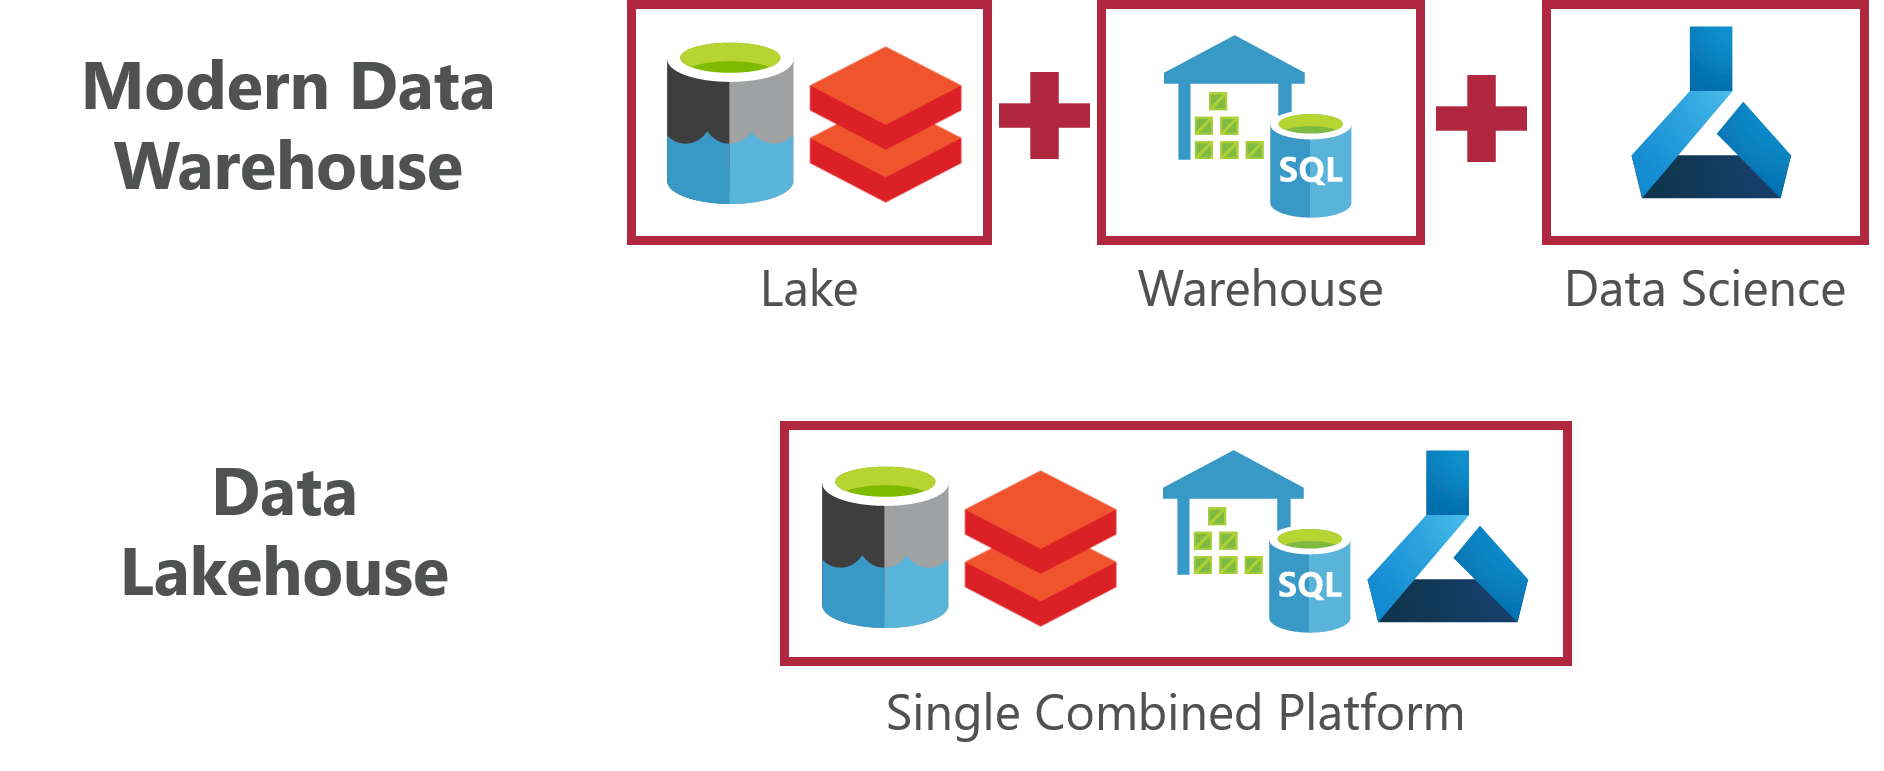 Modern Data
Warehouse
SQL
Lake
Warehouse
Data Science
Data
Lakehouse
SQL
Single Combined Platform